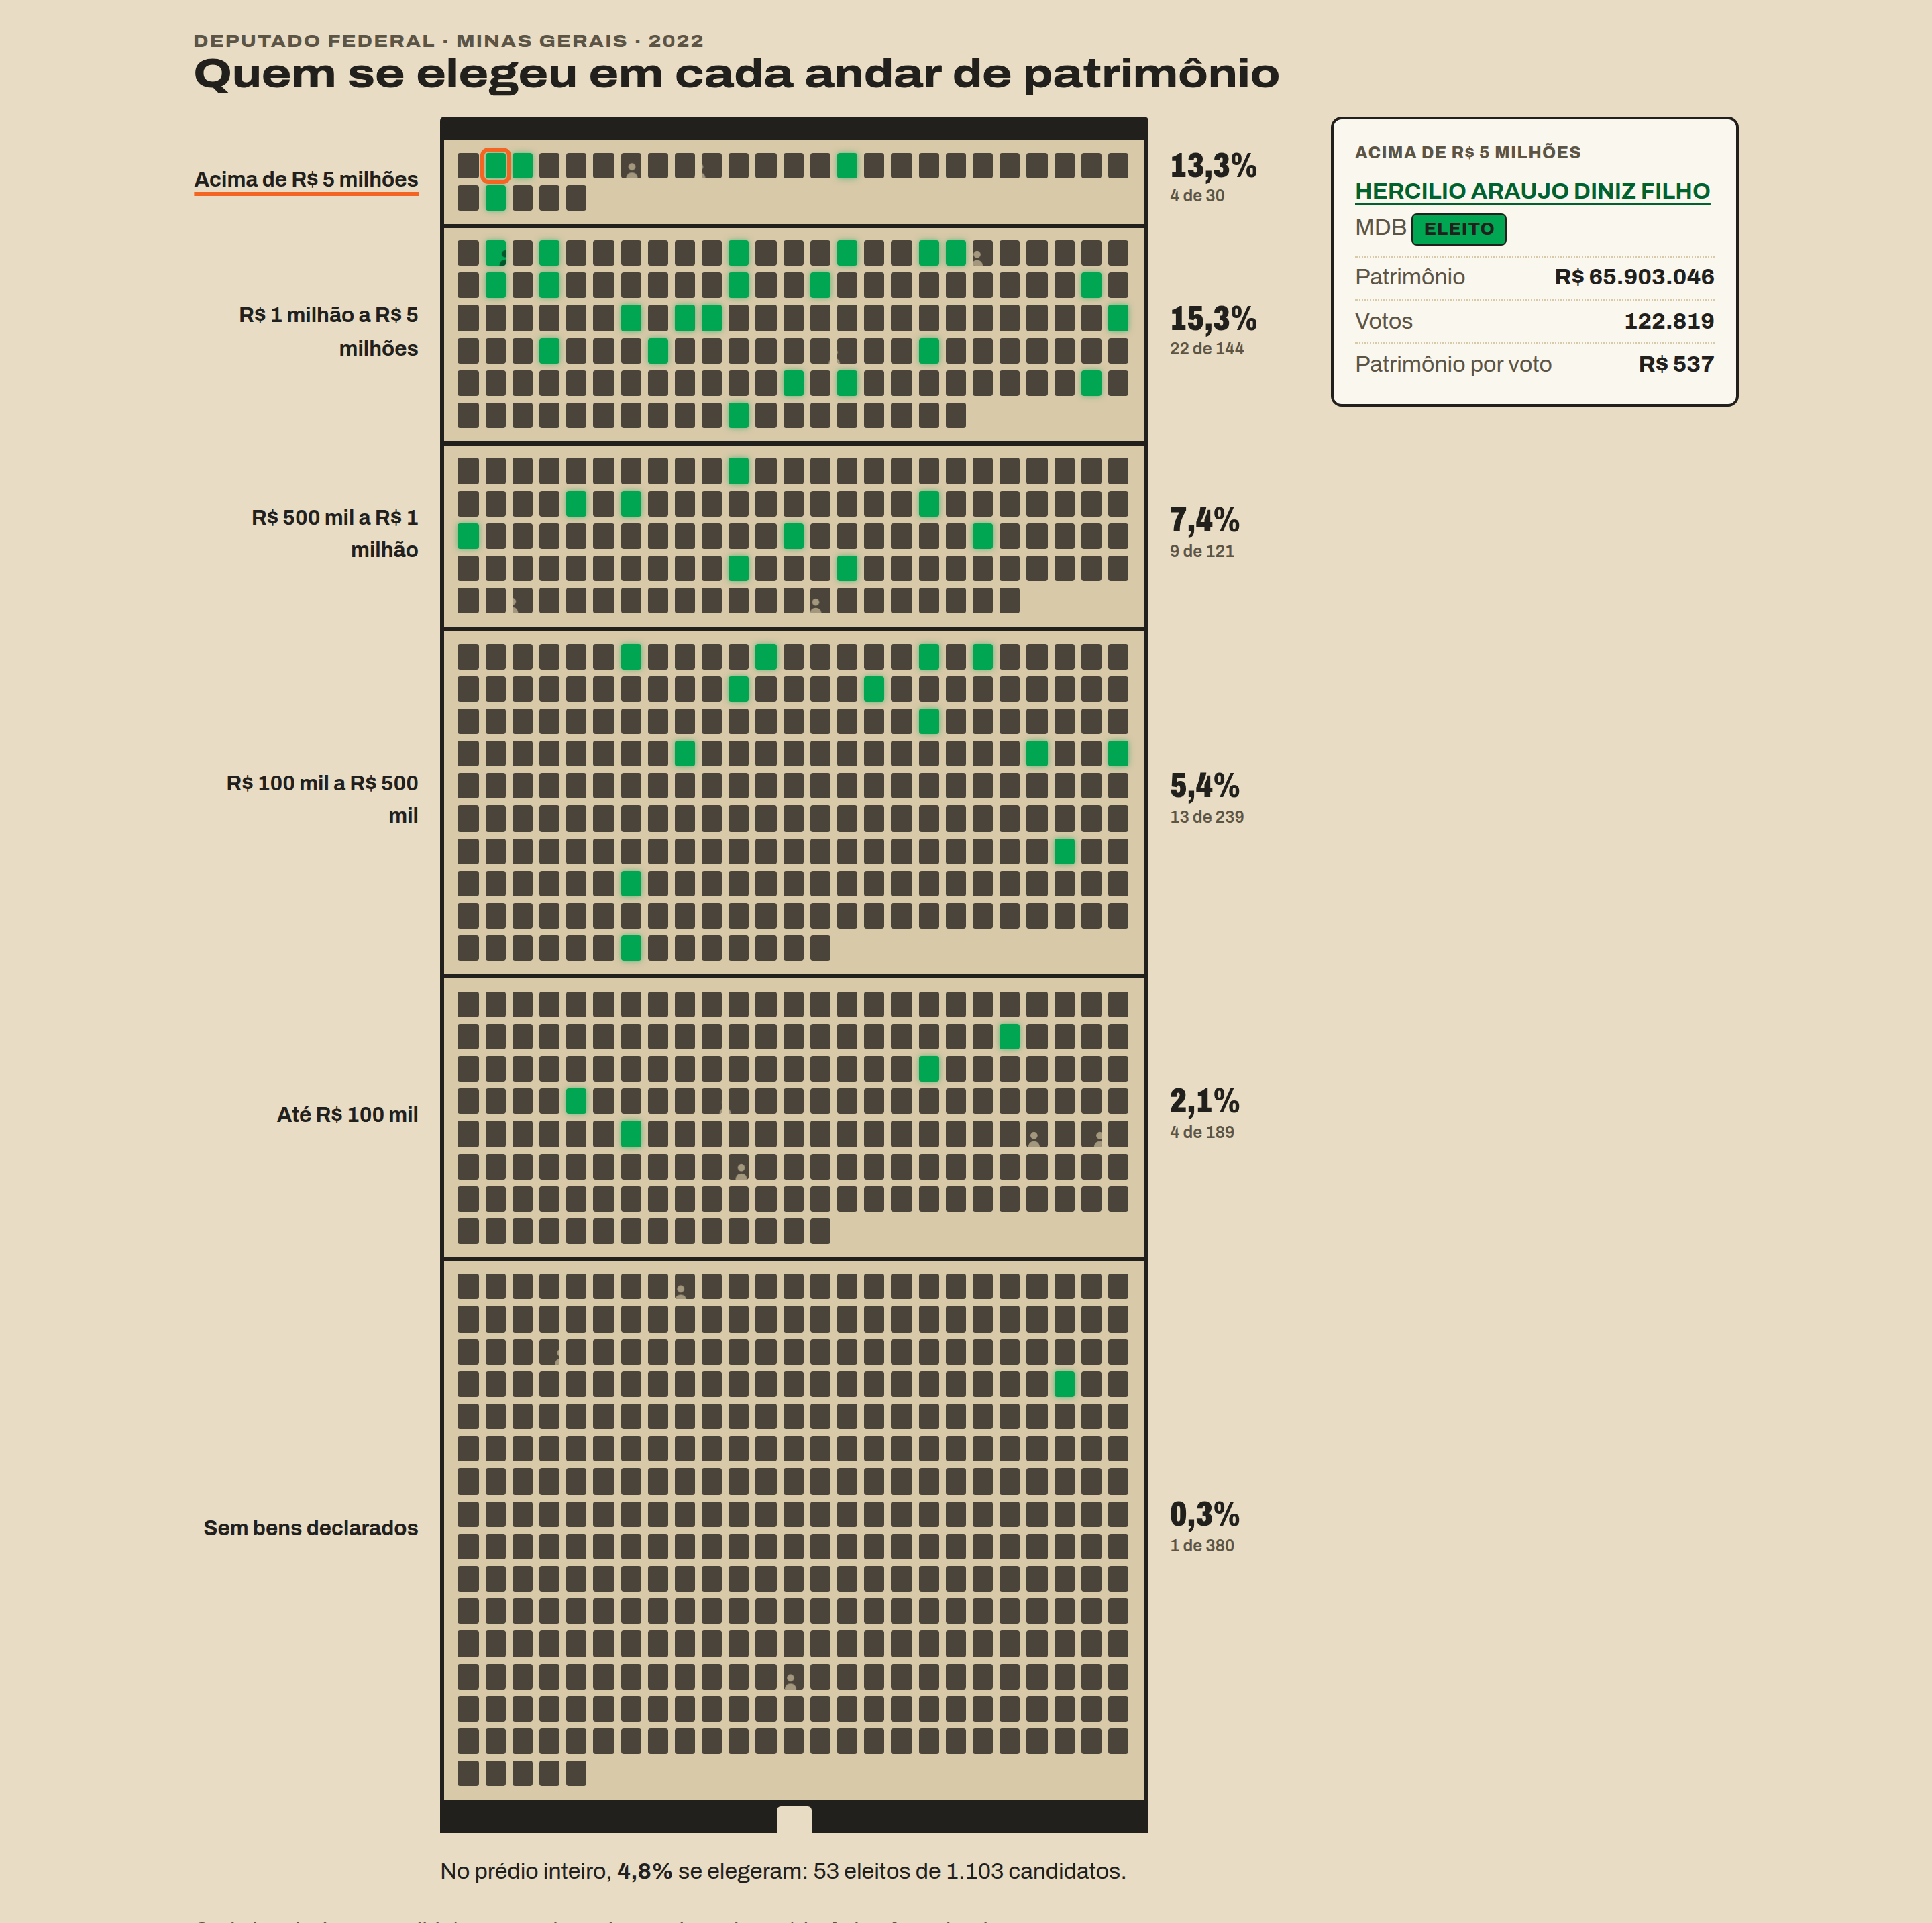 DEPUTADO FEDERAL · MINAS GERAIS · 2022
Quem se elegeu em cada andar de patrimônio
Acima de R$ 5 milhões
13,3%
4 de 30
R$ 1 milhão a R$ 5
milhões
15,3%
22 de 144
R$ 500 mil a R$ 1
milhão
7,4%
9 de 121
R$ 100 mil a R$ 500
mil
5,4%
13 de 239
Até R$ 100 mil
2,1%
4 de 189
Sem bens declarados
0,3%
1 de 380
No prédio inteiro, 4,8% se elegeram: 53 eleitos de 1.103 candidatos.
ACIMA DE R$ 5 MILHÕES
HERCILIO ARAUJO DINIZ FILHO
MDB ELEITO
Patrimônio R$ 65.903.046
Votos 122.819
Patrimônio por voto R$ 537